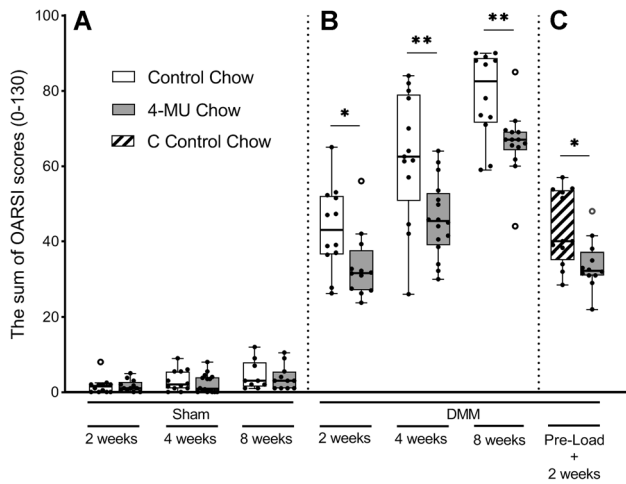 A
B
C
The sum of OARSI scores (0-130)
100
80
60
40
20
0
Control Chow
4-MU Chow
C Control Chow
*
**
**
*
Sham
DMM
2 weeks
4 weeks
8 weeks
2 weeks
4 weeks
8 weeks
Pre-Load
+
2 weeks